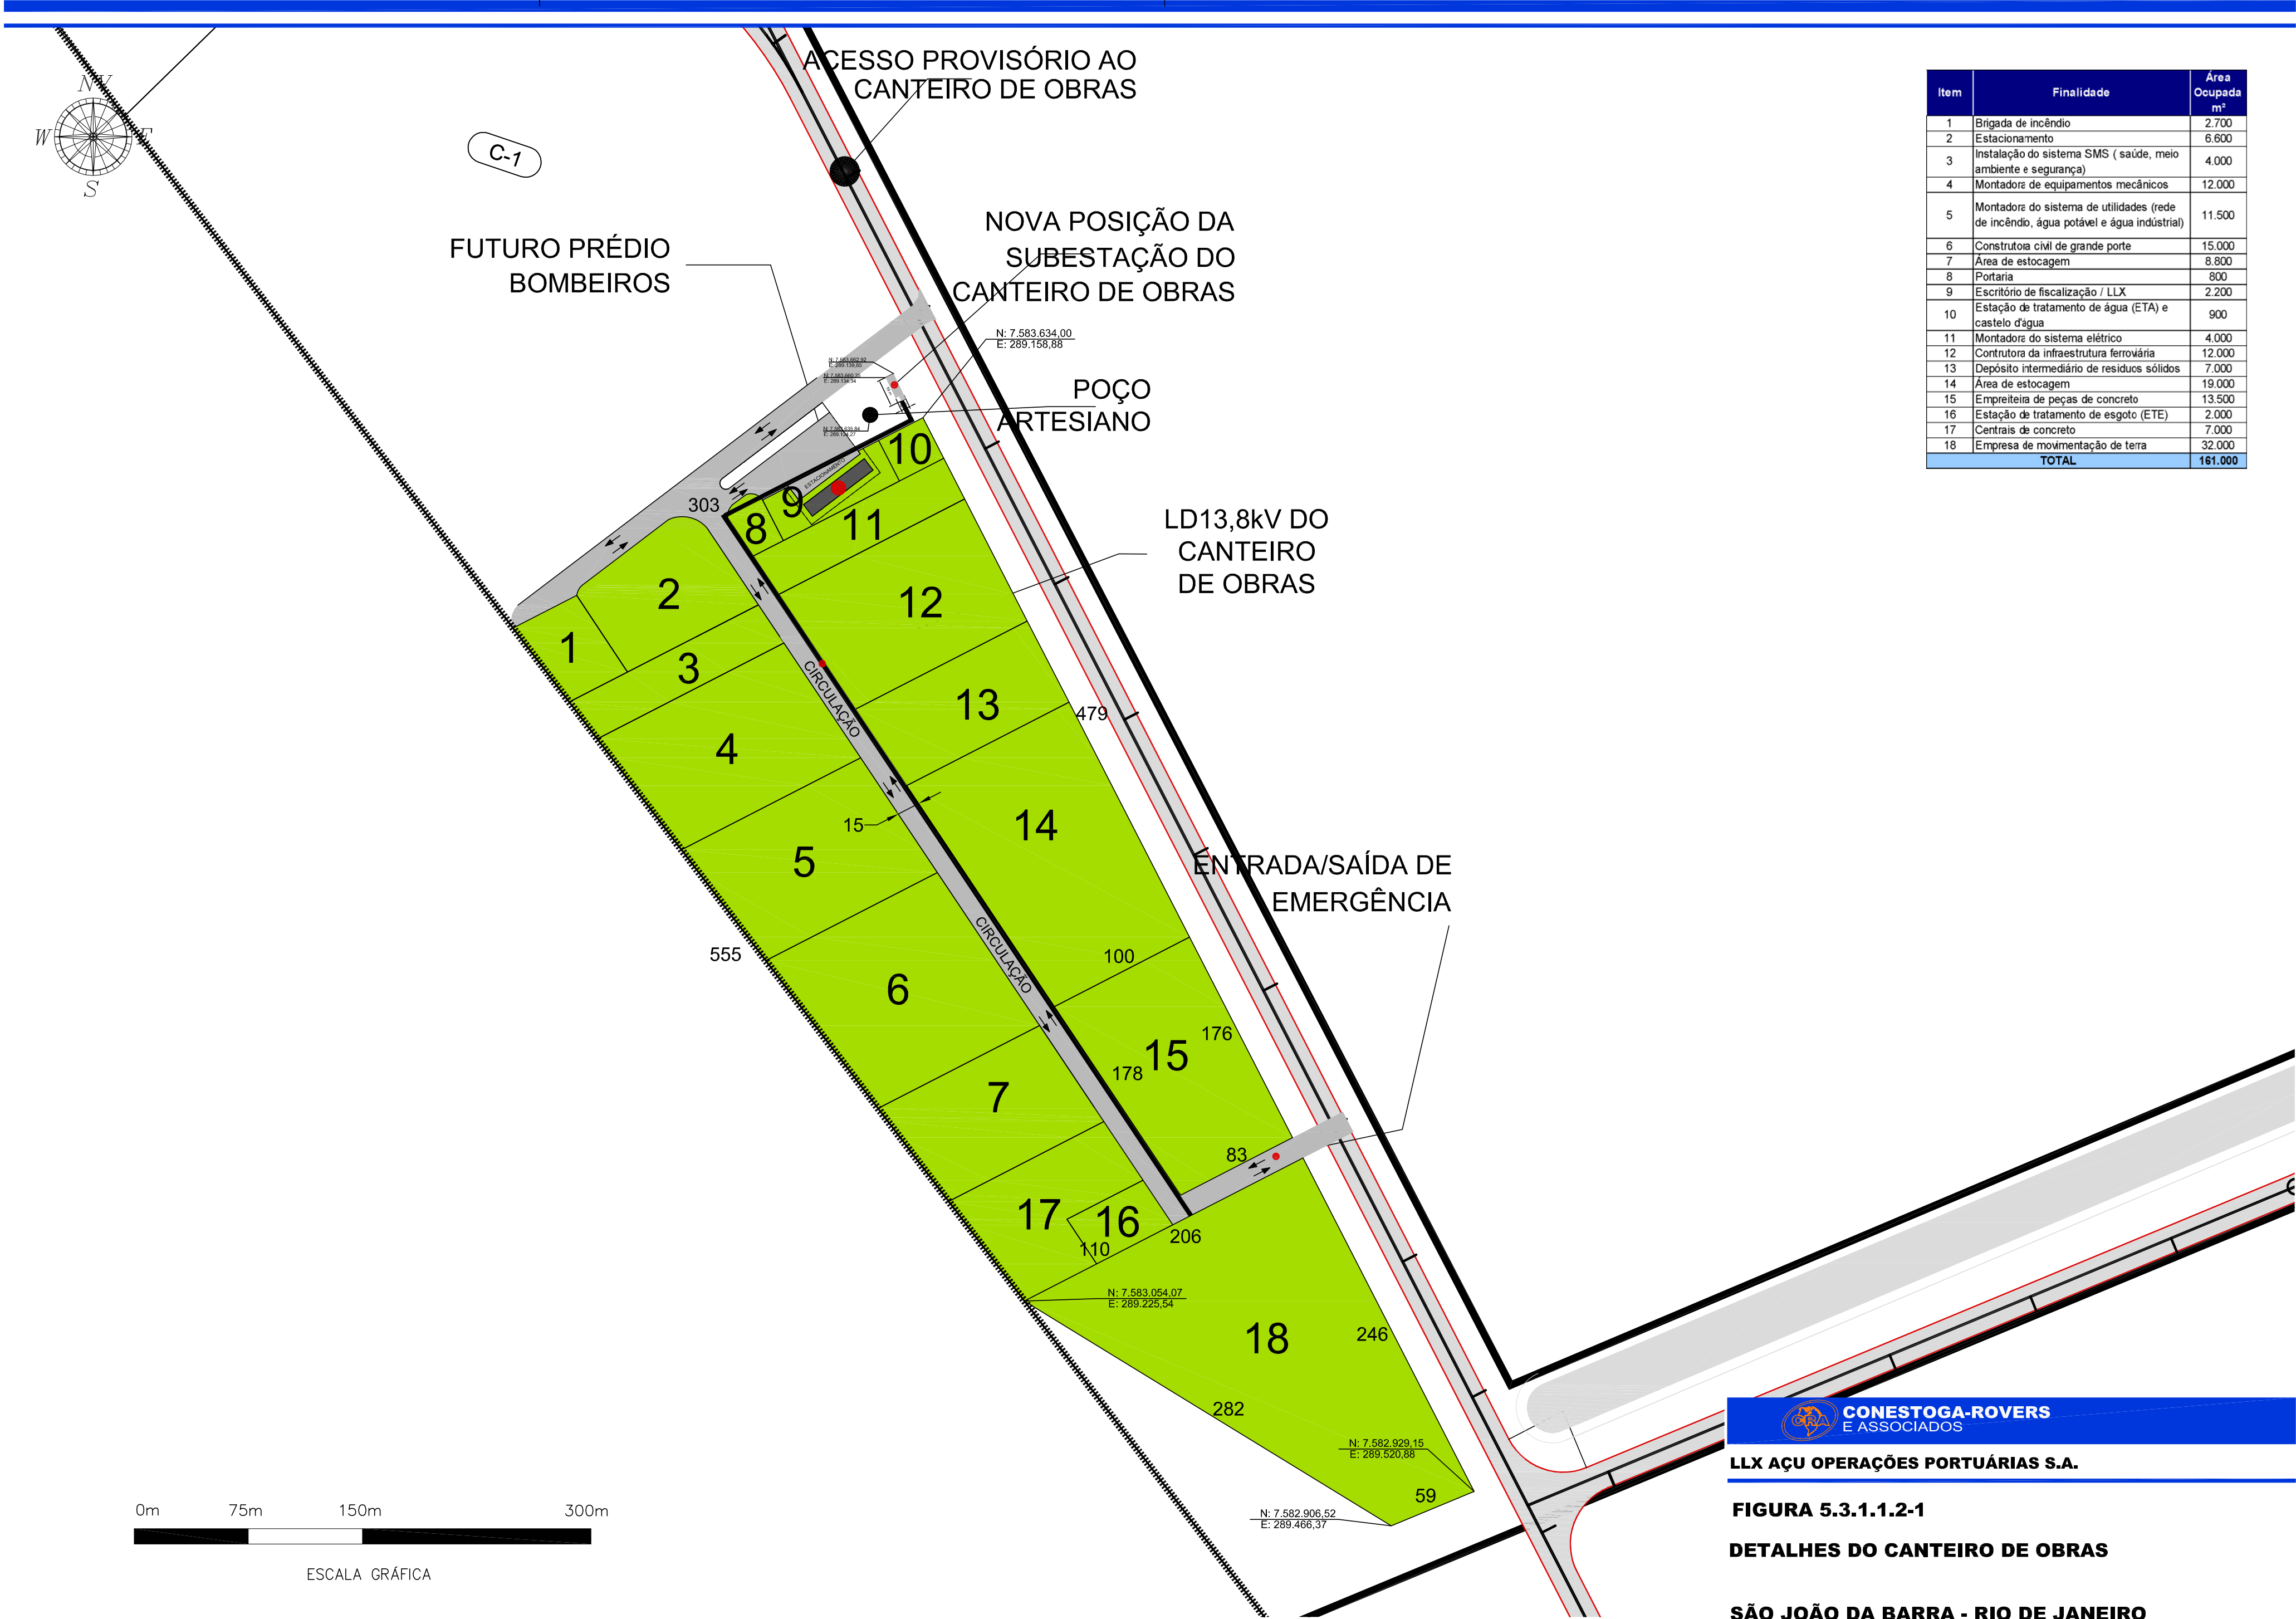 ACESSO PROVISÓRIO AO
CANTEIRO DE OBRAS
N
W
S
C-1
FUTURO PRÉDIO
BOMBEIROS
NOVA POSIÇÃO DA
SUBESTAÇÃO DO
CANTEIRO DE OBRAS
N: 7.583.634,00
E: 289.158,88
POÇO
ARTESIANO
LD13,8kV DO
CANTEIRO
DE OBRAS
ENTRADA/SAÍDA DE
EMERGÊNCIA
ESTACIONAMENTO
303
10
9
8
11
2
12
1
3
CIRCULAÇÃO
13
479
4
15
14
5
555
100
CIRCULAÇÃO
6
176
15
178
7
83
17
16
110
206
N: 7.583.054,07
E: 289.225,54
18
246
282
N: 7.582.929,15
E: 289.520,88
59
N: 7.582.906,52
E: 289.466,37
Item Finalidade Área Ocupada m²
1 Brigada de incêndio 2.700
2 Estacionamento 6.600
3 Instalação do sistema SMS ( saúde, meio ambiente e segurança) 4.000
4 Montadora de equipamentos mecânicos 12.000
5 Montadora do sistema de utilidades (rede de incêndio, água potável e água indústrial) 11.500
6 Construtora civil de grande porte 15.000
7 Área de estocagem 8.800
8 Portaria 800
9 Escritório de fiscalização / LLX 2.200
10 Estação de tratamento de água (ETA) e castelo d'água 900
11 Montadora do sistema elétrico 4.000
12 Contrutora da infraestrutura ferroviária 12.000
13 Depósito intermediário de residuos sólidos 7.000
14 Área de estocagem 19.000
15 Empreiteira de peças de concreto 13.500
16 Estação de tratamento de esgoto (ETE) 2.000
17 Centrais de concreto 7.000
18 Empresa de movimentação de terra 32.000
TOTAL 161.000
0m 75m 150m 300m
ESCALA GRÁFICA
CRA
CONESTOGA-ROVERS
E ASSOCIADOS
LLX AÇU OPERAÇÕES PORTUÁRIAS S.A.
FIGURA 5.3.1.1.2-1
DETALHES DO CANTEIRO DE OBRAS
SÃO JOÃO DA BARRA - RIO DE JANEIRO